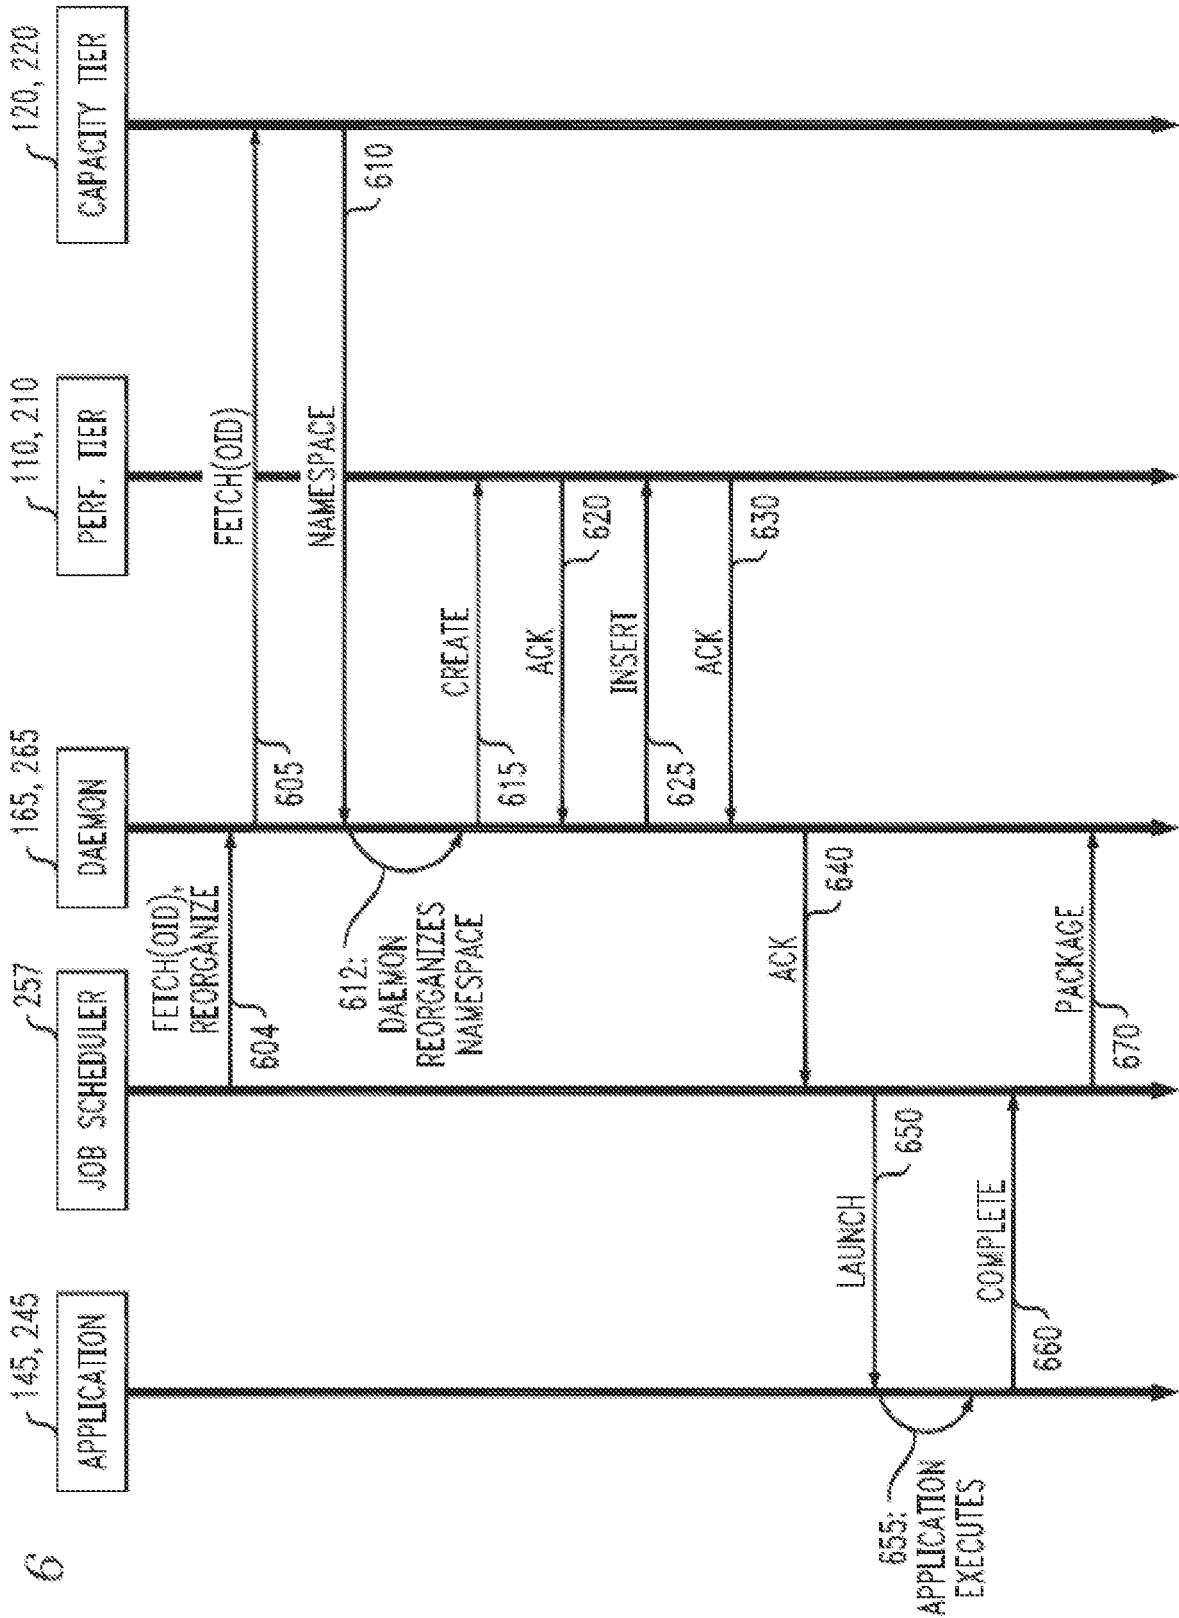 6
145, 245
APPLICATION
257
JOB SCHEDULER
165, 265
DAEMON
110, 210
PERF. TIER
120, 220
CAPACITY TIER
FETCH(OID),
REORGANIZE
604
FETCH(OID)
605
NAMESPACE
610
612:
DAEMON
REORGANIZES
NAMESPACE
CREATE
615
ACK
620
INSERT
625
ACK
630
ACK
640
LAUNCH
650
655:
APPLICATION
EXECUTES
COMPLETE
660
PACKAGE
670